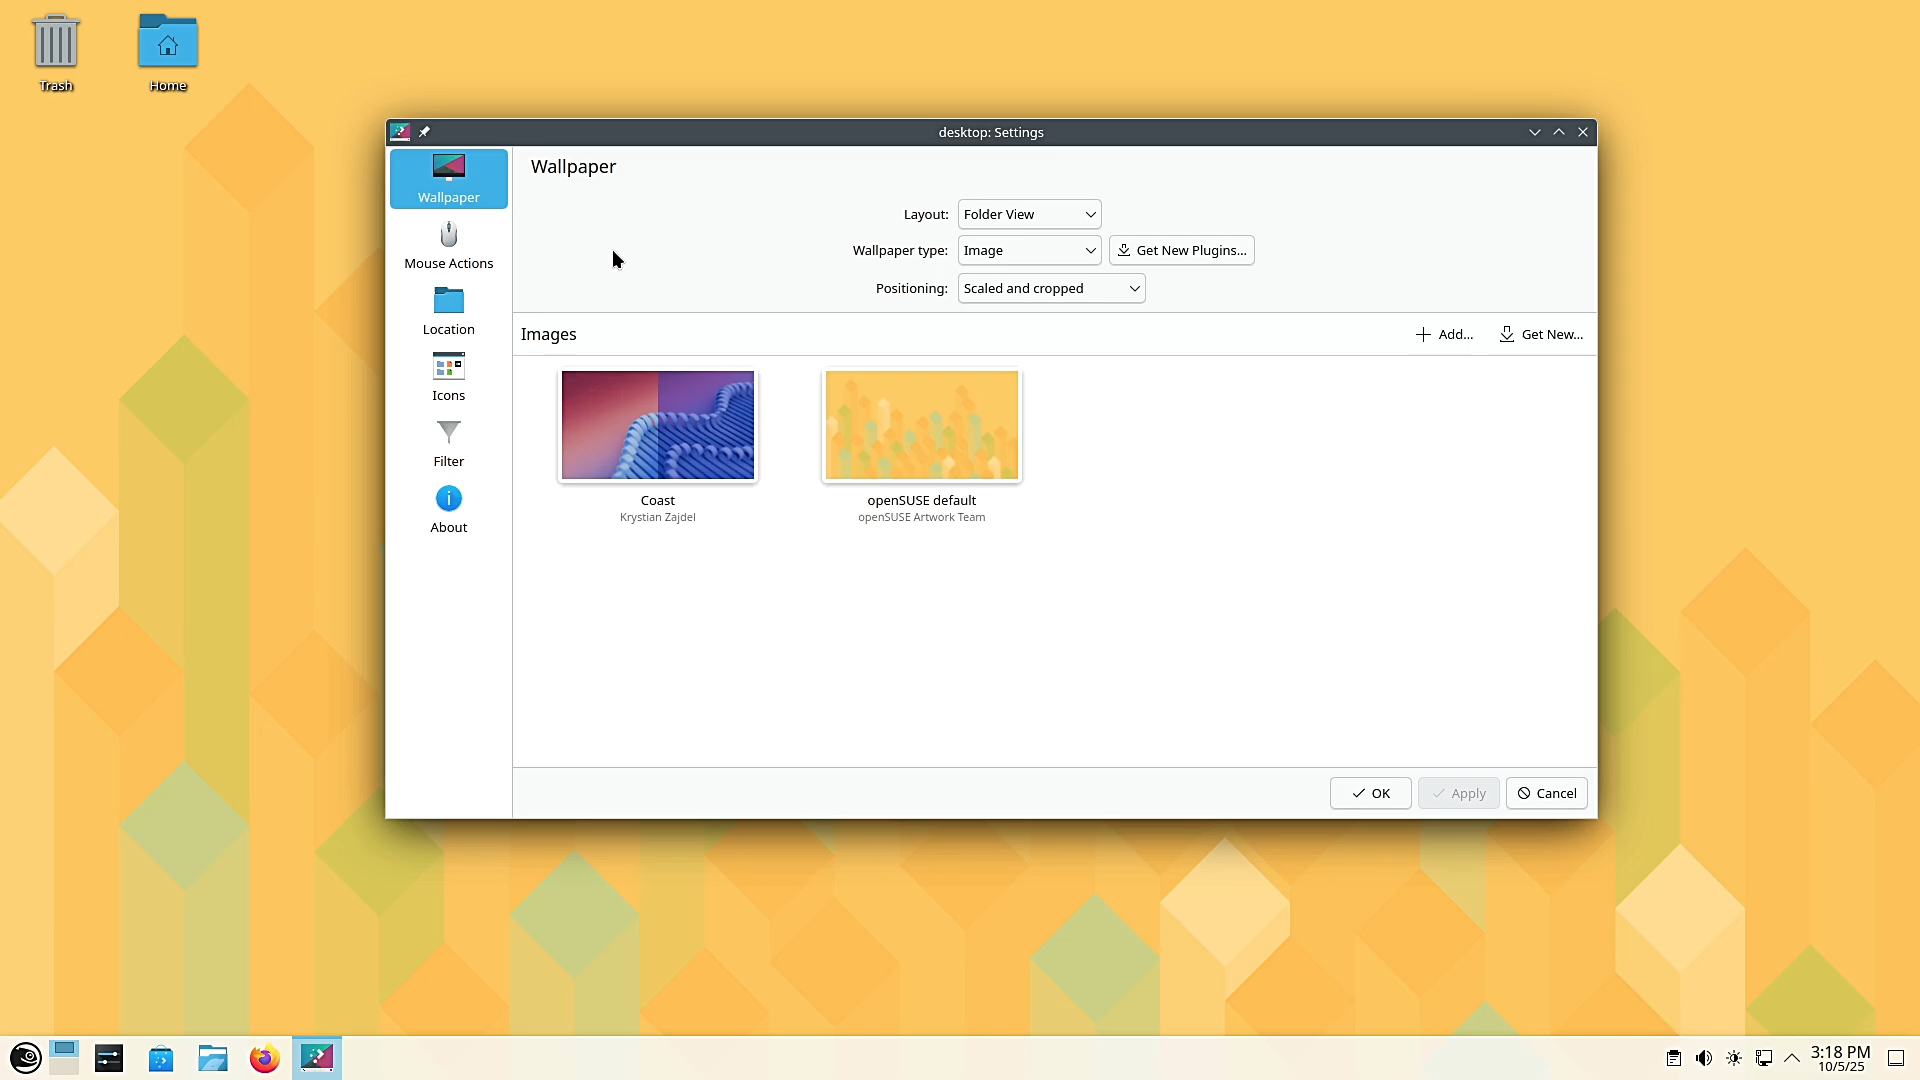 Trash
Home
desktop: Settings
Wallpaper
Mouse Actions
Location
Icons
Filter
About
Wallpaper
Layout:
Folder View
Wallpaper type:
Image
Get New Plugins...
Positioning:
Scaled and cropped
Images
Add...
Get New...
Coast
Krystian Zajdel
openSUSE default
openSUSE Artwork Team
OK
Apply
Cancel
3:18 PM
10/5/25